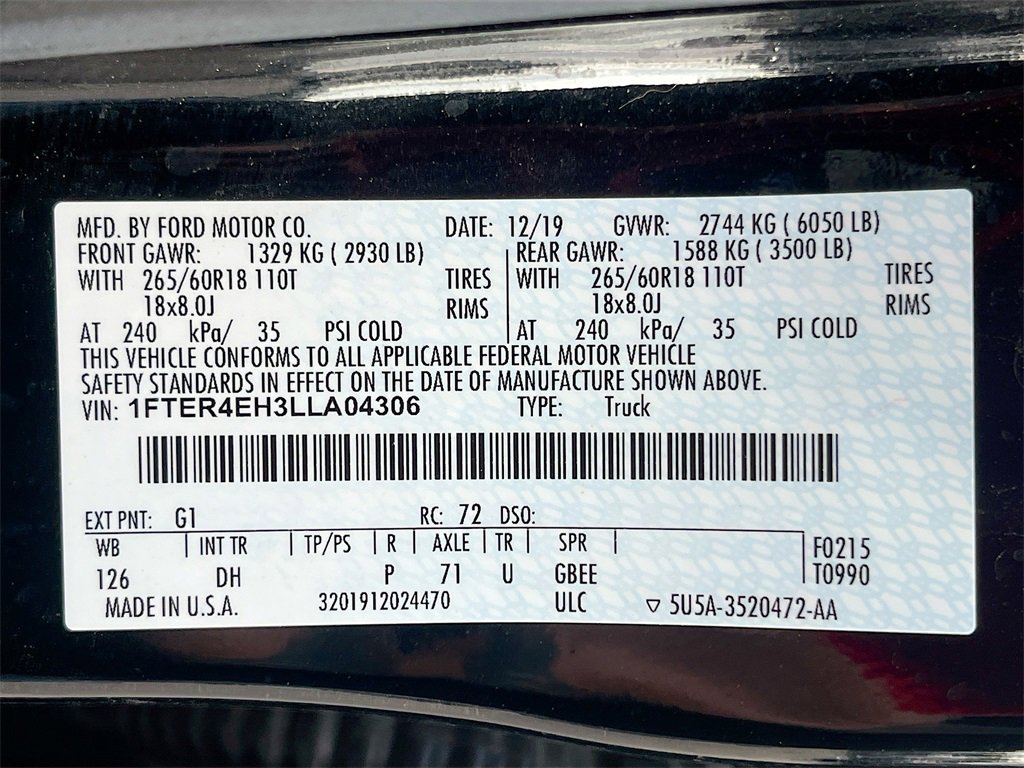 MFD. BY FORD MOTOR CO. DATE: 12/19 GVWR: 2744 KG ( 6050 LB)
FRONT GAWR: 1329 KG ( 2930 LB) REAR GAWR: 1588 KG ( 3500 LB)
WITH 265/60R18 110T TIRES WITH 265/60R18 110T TIRES
18x8.0J RIMS 18x8.0J RIMS
AT 240 kPa/ 35 PSI COLD AT 240 kPa/ 35 PSI COLD
THIS VEHICLE CONFORMS TO ALL APPLICABLE FEDERAL MOTOR VEHICLE
SAFETY STANDARDS IN EFFECT ON THE DATE OF MANUFACTURE SHOWN ABOVE.
VIN: 1FTER4EH3LLA04306 TYPE: Truck
EXT PNT: G1 RC: 72 DSO:
WB INT TR TP/PS R AXLE TR SPR F0215
126 DH P 71 U GBEE T0990
MADE IN U.S.A. 3201912024470 ULC ▽ 5U5A-3520472-AA